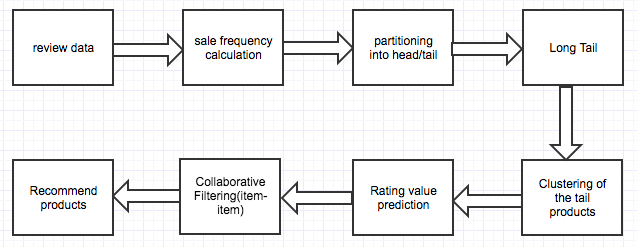 review data
sale frequency
calculation
partitioning
into head/tail
Long Tail
Clustering of
the tail
products
Rating value
prediction
Collaborative
Filtering(item-
item)
Recommend
products